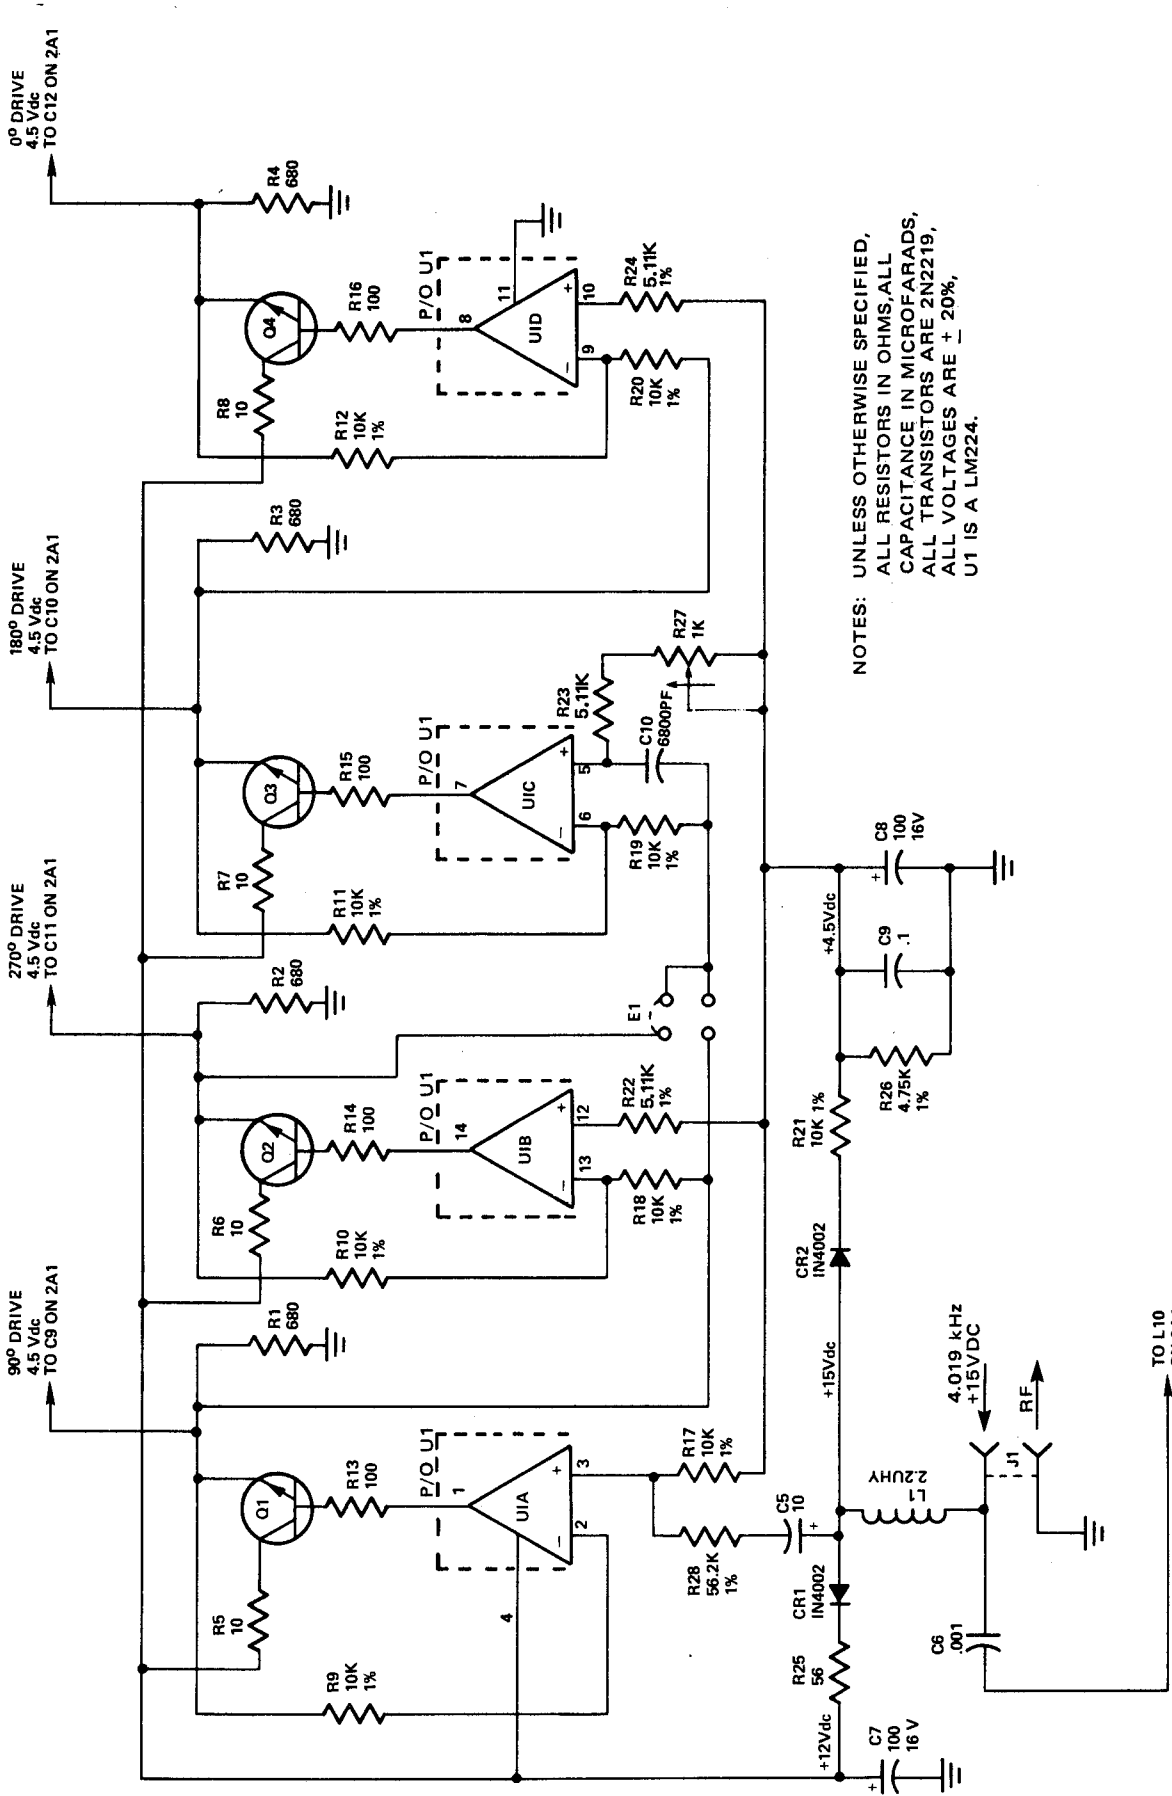 0º DRIVE
4.5 Vdc
TO C12 ON 2A1
180º DRIVE
4.5 Vdc
TO C10 ON 2A1
270º DRIVE
4.5 Vdc
TO C11 ON 2A1
90º DRIVE
4.5 Vdc
TO C9 ON 2A1
R5
10
Q1
R1
680
R6
10
Q2
R2
680
R7
10
Q3
R3
680
R8
10
Q4
R4
680
R9
10K
1%
R13
100
R10
10K
1%
R14
100
R11
10K
1%
R15
100
R12
10K
1%
R16
100
P/O U1
1
UIA
4
2
3
−
+
P/O U1
14
UIB
13
12
−
+
P/O U1
7
UIC
6
5
−
+
P/O U1
8
UID
11
9
10
−
+
R28
56.2K
1%
R17
10K
1%
R18
10K
1%
R22
5.11K
1%
E1
R19
10K
1%
C10
6800PF
R23
5.11K
R27
1K
R20
10K
1%
R24
5.11K
1%
C5
10
+
+12Vdc
R25
56
CR1
IN4002
+15Vdc
CR2
IN4002
R21
10K 1%
+4.5Vdc
C7
100
16 V
+
R26
4.75K
1%
C9
.1
C8
100
16V
+
L1
2.2UHY
C6
.001
J1
4.019 kHz
+15VDC
RF
TO L10
NOTES: UNLESS OTHERWISE SPECIFIED,
ALL RESISTORS IN OHMS,ALL
CAPACITANCE IN MICROFARADS,
ALL TRANSISTORS ARE 2N2219,
ALL VOLTAGES ARE ± 20%,
U1 IS A LM224.